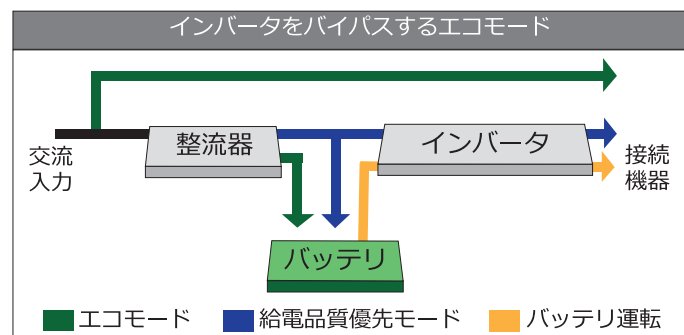 インバータをバイパスするエコモード
整流器
インバータ
交流
入力
接続
機器
バッテリ
エコモード
給電品質優先モード
バッテリ運転